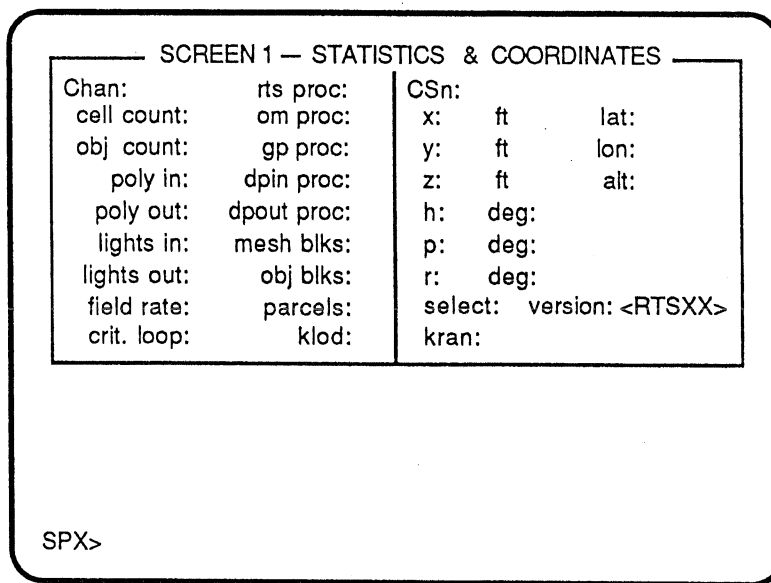 SCREEN 1 — STATISTICS & COORDINATES
Chan: rts proc: CSn:
cell count: om proc: x: ft lat:
obj count: gp proc: y: ft lon:
poly in: dpin proc: z: ft alt:
poly out: dpout proc: h: deg:
lights in: mesh blks: p: deg:
lights out: obj blks: r: deg:
field rate: parcels: select: version: <RTSXX>
crit. loop: klod: kran:
SPX>